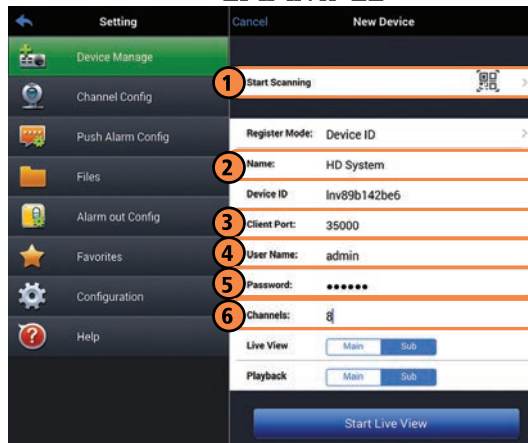 Setting
Cancel
New Device
Device Manage
Channel Config
Push Alarm Config
Files
Alarm out Config
Favorites
Configuration
Help
1 Start Scanning
Register Mode: Device ID
2 Name: HD System
Device ID lnv89b142be6
3 Client Port: 35000
4 User Name: admin
5 Password: ••••••
6 Channels: 8
Live View Main Sub
Playback Main Sub
Start Live View